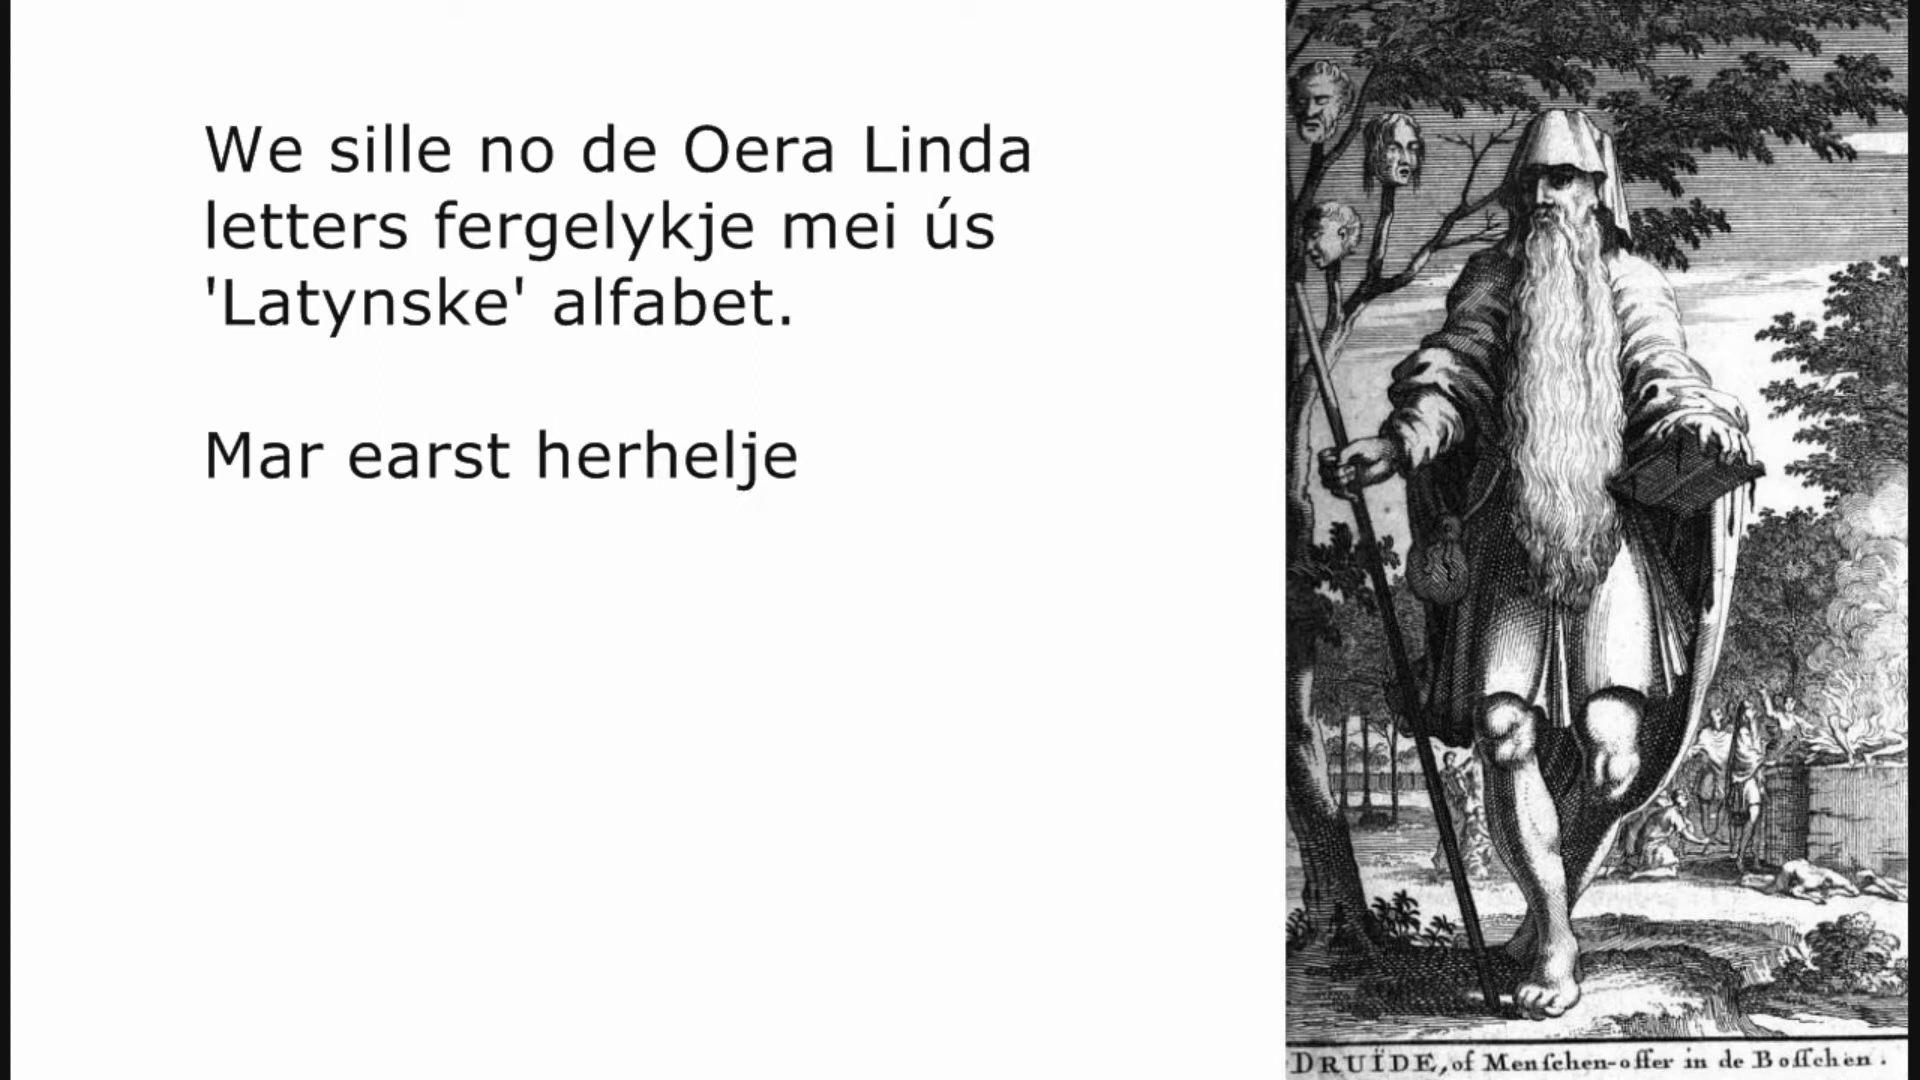 We sille no de Oera Linda
letters fergelykje mei ús
'Latynske' alfabet.
Mar earst herhelje
DRUÏDE, of Menſchen-offer in de Boſſchen.